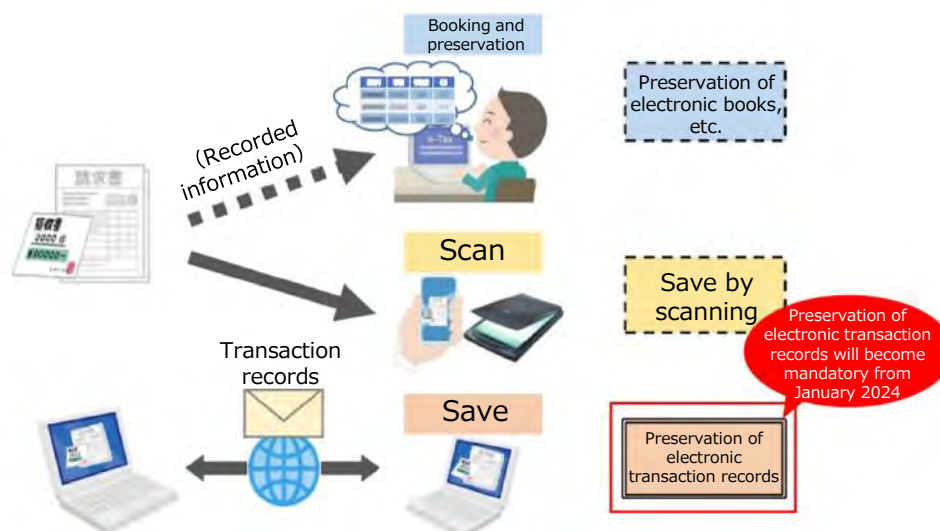 Booking and
preservation
Preservation of
electronic books,
etc.
e-Tax
(Recorded
information)
請求書
領収書
Scan
Save by
scanning
Preservation of
electronic transaction
records will become
mandatory from
January 2024
Transaction
records
Save
Preservation of
electronic
transaction records